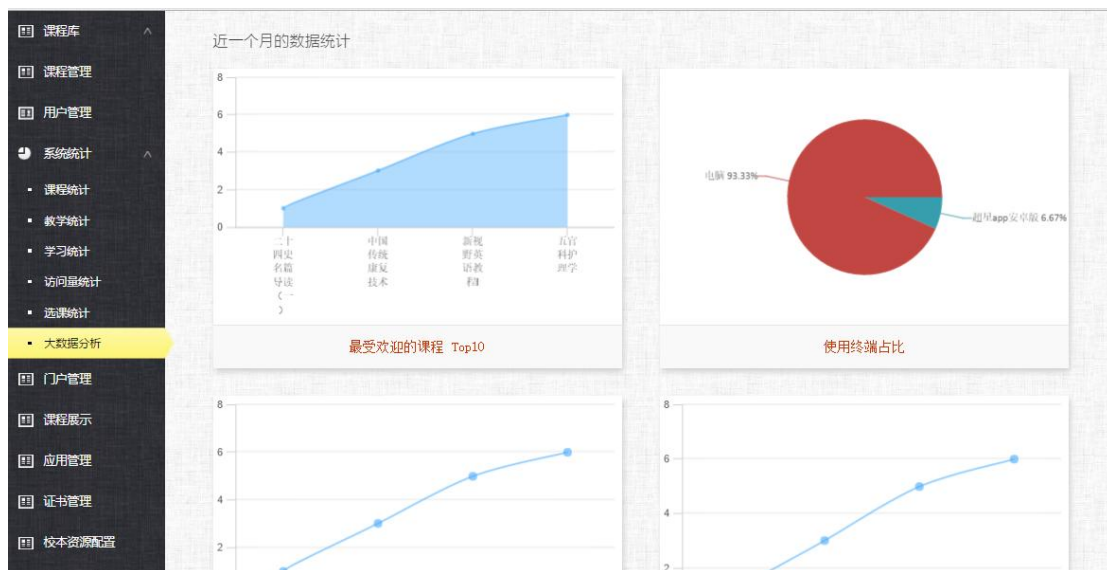 课程库
课程管理
用户管理
系统统计
课程统计
教学统计
学习统计
访问量统计
选课统计
大数据分析
门户管理
课程展示
应用管理
证书管理
校本资源配置
近一个月的数据统计
8
6
4
2
0
二十
四史
名篇
导读
（一
）
中国
传统
康复
技术
新视
野英
语教
程I
五官
科护
理学
最受欢迎的课程 Top10
电脑 93.33%
超星app安卓版 6.67%
使用终端占比
8
6
4
2
8
6
4
2